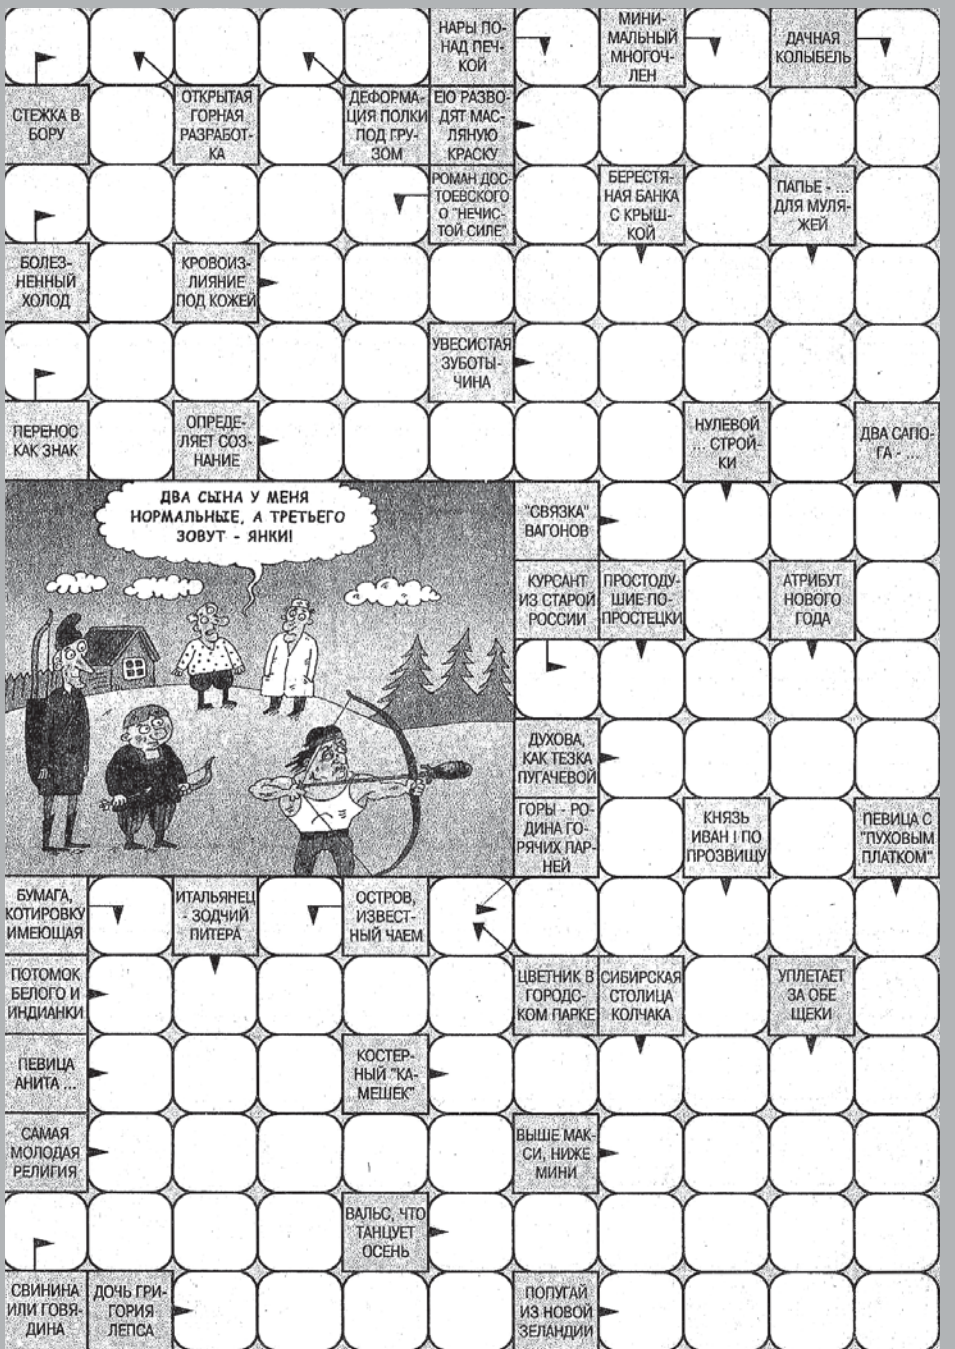 НАРЫ ПО-
НАД ПЕЧ-
КОЙ
МИНИ-
МАЛЬНЫЙ
МНОГОЧ-
ЛЕН
ДАЧНАЯ
КОЛЫБЕЛЬ
СТЕЖКА В
БОРУ
ОТКРЫТАЯ
ГОРНАЯ
РАЗРАБОТ-
КА
ДЕФОРМА-
ЦИЯ ПОЛКИ
ПОД ГРУ-
ЗОМ
ЕЮ РАЗВО-
ДЯТ МАС-
ЛЯНУЮ
КРАСКУ
РОМАН ДОС-
ТОЕВСКОГО
О "НЕЧИС-
ТОЙ СИЛЕ"
БЕРЕСТЯ-
НАЯ БАНКА
С КРЫШ-
КОЙ
ПАПЬЕ - ...
ДЛЯ МУЛЯ-
ЖЕЙ
БОЛЕЗ-
НЕННЫЙ
ХОЛОД
КРОВОИЗ-
ЛИЯНИЕ
ПОД КОЖЕЙ
УВЕСИСТАЯ
ЗУБОТЫ-
ЧИНА
ПЕРЕНОС
КАК ЗНАК
ОПРЕДЕ-
ЛЯЕТ СОЗ-
НАНИЕ
НУЛЕВОЙ
... СТРОЙ-
КИ
ДВА САПО-
ГА - ...
ДВА СЫНА У МЕНЯ
НОРМАЛЬНЫЕ, А ТРЕТЬЕГО
ЗОВУТ - ЯНКИ!
"СВЯЗКА"
ВАГОНОВ
КУРСАНТ
ИЗ СТАРОЙ
РОССИИ
ПРОСТОДУ-
ШИЕ ПО-
ПРОСТЕЦКИ
АТРИБУТ
НОВОГО
ГОДА
ДУХОВА,
КАК ТЕЗКА
ПУГАЧЕВОЙ
ГОРЫ - РО-
ДИНА ГО-
РЯЧИХ ПАР-
НЕЙ
КНЯЗЬ
ИВАН I ПО
ПРОЗВИЩУ
ПЕВИЦА С
"ПУХОВЫМ
ПЛАТКОМ"
БУМАГА,
КОТИРОВКУ
ИМЕЮЩАЯ
ИТАЛЬЯНЕЦ
- ЗОДЧИЙ
ПИТЕРА
ОСТРОВ,
ИЗВЕСТ-
НЫЙ ЧАЕМ
ПОТОМОК
БЕЛОГО И
ИНДИАНКИ
ЦВЕТНИК В
ГОРОДС-
КОМ ПАРКЕ
СИБИРСКАЯ
СТОЛИЦА
КОЛЧАКА
УПЛЕТАЕТ
ЗА ОБЕ
ЩЕКИ
ПЕВИЦА
АНИТА ...
КОСТЕР-
НЫЙ "КА-
МЕШЕК"
САМАЯ
МОЛОДАЯ
РЕЛИГИЯ
ВЫШЕ МАК-
СИ, НИЖЕ
МИНИ
ВАЛЬС, ЧТО
ТАНЦУЕТ
ОСЕНЬ
СВИНИНА
ИЛИ ГОВЯ-
ДИНА
ДОЧЬ ГРИ-
ГОРИЯ
ЛЕПСА
ПОПУГАЙ
ИЗ НОВОЙ
ЗЕЛАНДИИ